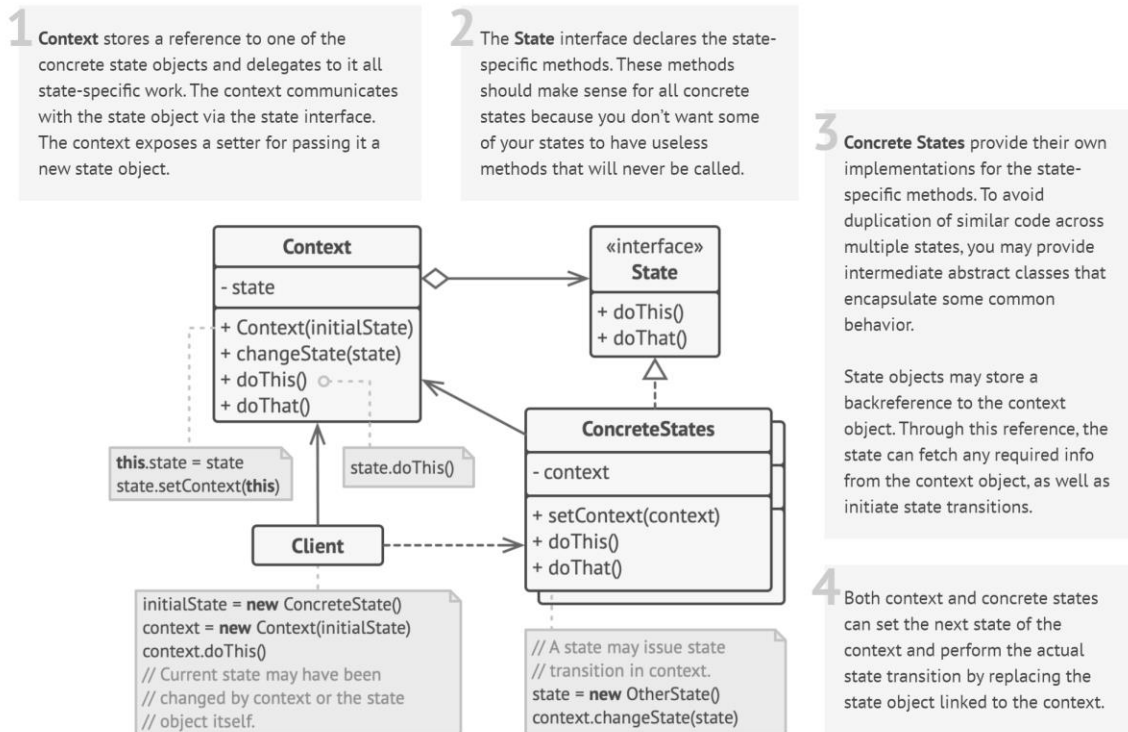 1
Context stores a reference to one of the
concrete state objects and delegates to it all
state-specific work. The context communicates
with the state object via the state interface.
The context exposes a setter for passing it a
new state object.
2
The State interface declares the state-
specific methods. These methods
should make sense for all concrete
states because you don't want some
of your states to have useless
methods that will never be called.
3
Concrete States provide their own
implementations for the state-
specific methods. To avoid
duplication of similar code across
multiple states, you may provide
intermediate abstract classes that
encapsulate some common
behavior.
State objects may store a
backreference to the context
object. Through this reference, the
state can fetch any required info
from the context object, as well as
initiate state transitions.
Context
- state
+ Context(initialState)
+ changeState(state)
+ doThis()
+ doThat()
«interface»
State
+ doThis()
+ doThat()
this.state = state
state.setContext(this)
state.doThis()
ConcreteStates
- context
+ setContext(context)
+ doThis()
+ doThat()
Client
initialState = new ConcreteState()
context = new Context(initialState)
context.doThis()
// Current state may have been
// changed by context or the state
// object itself.
// A state may issue state
// transition in context.
state = new OtherState()
context.changeState(state)
4
Both context and concrete states
can set the next state of the
context and perform the actual
state transition by replacing the
state object linked to the context.